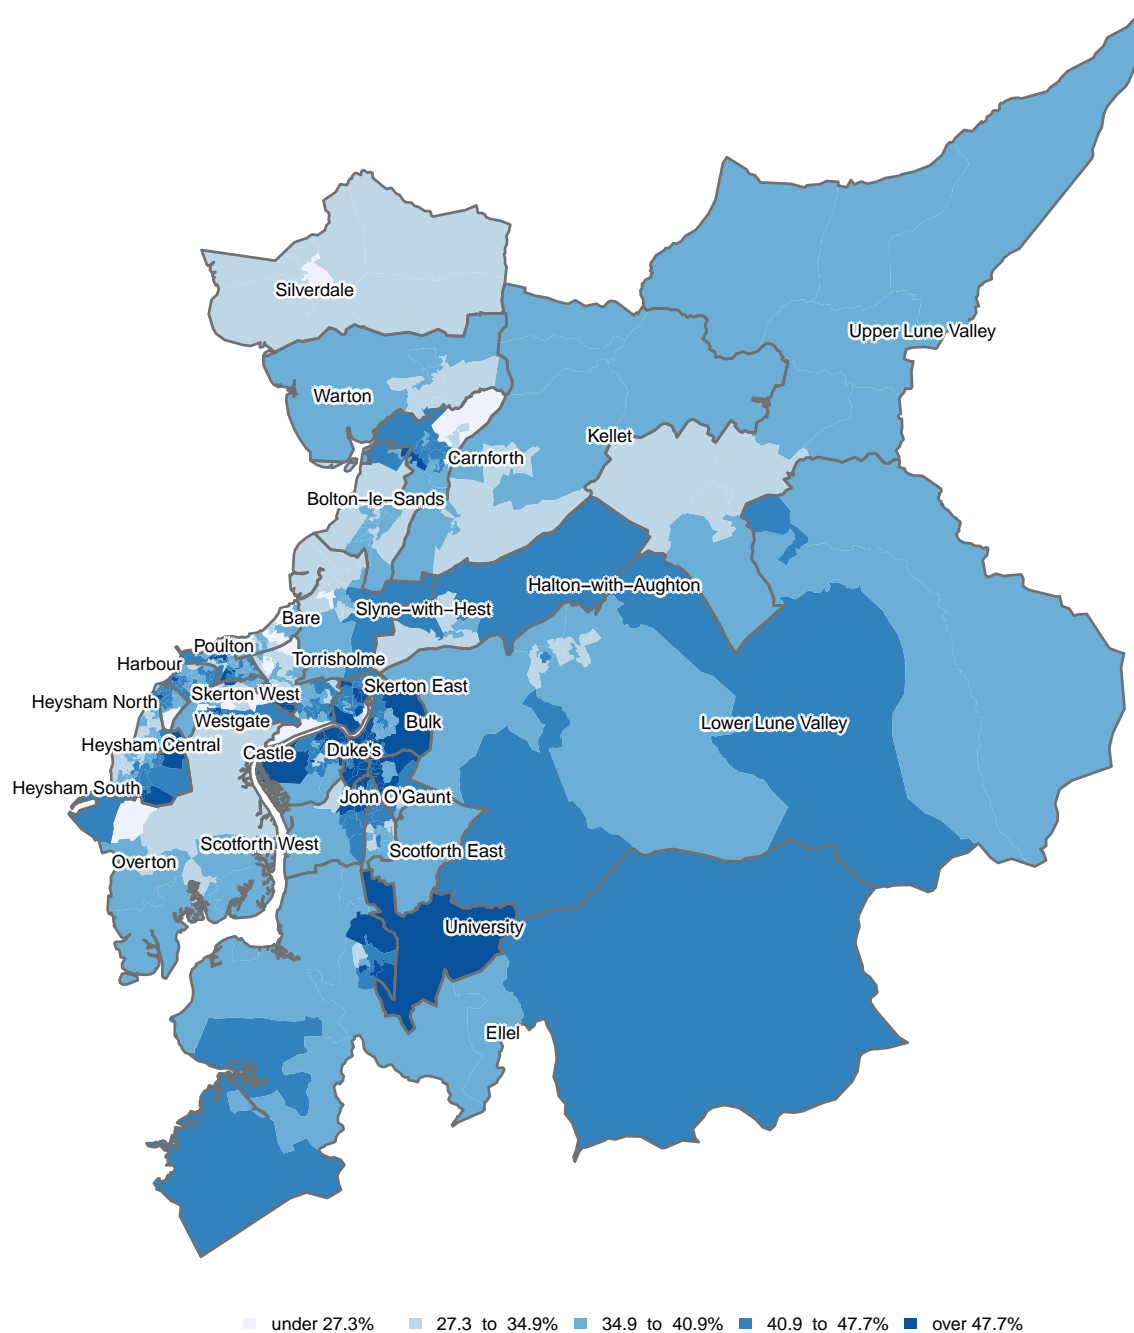 Silverdale
Upper Lune Valley
Warton
Kellet
Carnforth
Bolton−le−Sands
Halton−with−Aughton
Slyne−with−Hest
Bare
Poulton
Harbour
Torrisholme
Skerton East
Skerton West
Heysham North
Westgate
Bulk
Lower Lune Valley
Heysham Central
Castle
Duke's
Heysham South
John O'Gaunt
Scotforth West
Scotforth East
Overton
University
Ellel
under 27.3% 27.3 to 34.9% 34.9 to 40.9% 40.9 to 47.7% over 47.7%